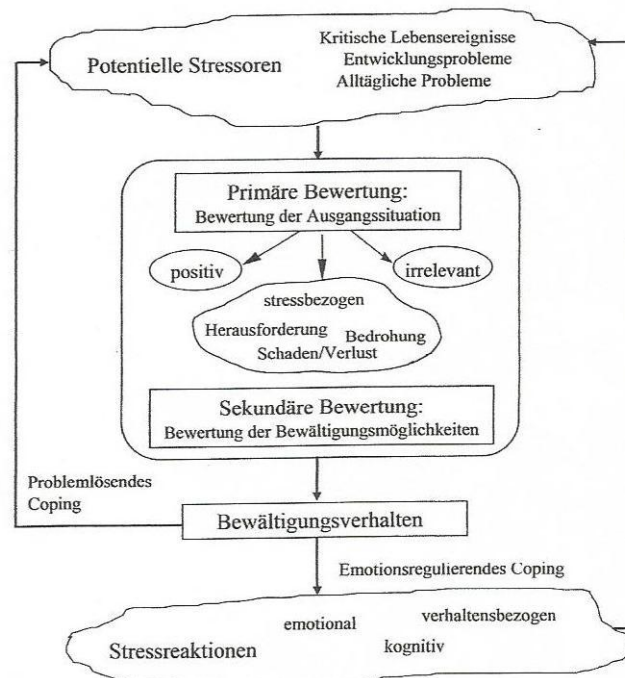 Kritische Lebensereignisse
Potentielle Stressoren
Entwicklungsprobleme
Alltägliche Probleme
Primäre Bewertung:
Bewertung der Ausgangssituation
positiv
irrelevant
stressbezogen
Herausforderung
Bedrohung
Schaden/Verlust
Sekundäre Bewertung:
Bewertung der Bewältigungsmöglichkeiten
Problemlösendes
Coping
Bewältigungsverhalten
Emotionsregulierendes Coping
emotional
verhaltensbezogen
Stressreaktionen
kognitiv